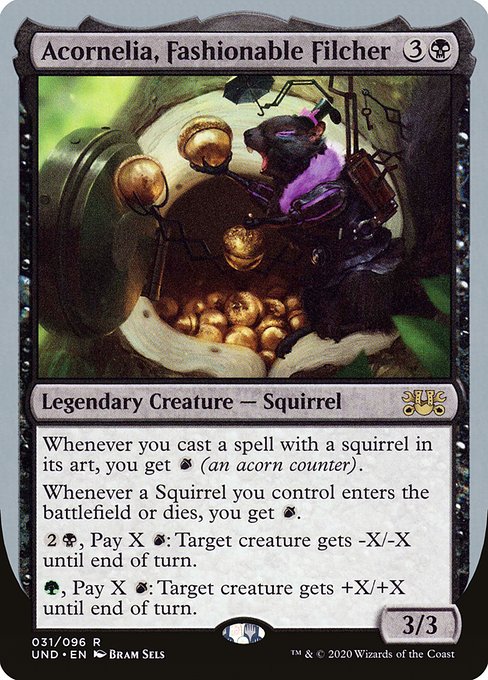 Acornelia, Fashionable Filcher 3
Legendary Creature — Squirrel
Whenever you cast a spell with a squirrel in
its art, you get (an acorn counter).
Whenever a Squirrel you control enters the
battlefield or dies, you get .
2 , Pay X : Target creature gets -X/-X
until end of turn.
, Pay X : Target creature gets +X/+X
until end of turn.
3/3
031/096 R
UND • EN Bram Sels
™ & © 2020 Wizards of the Coast